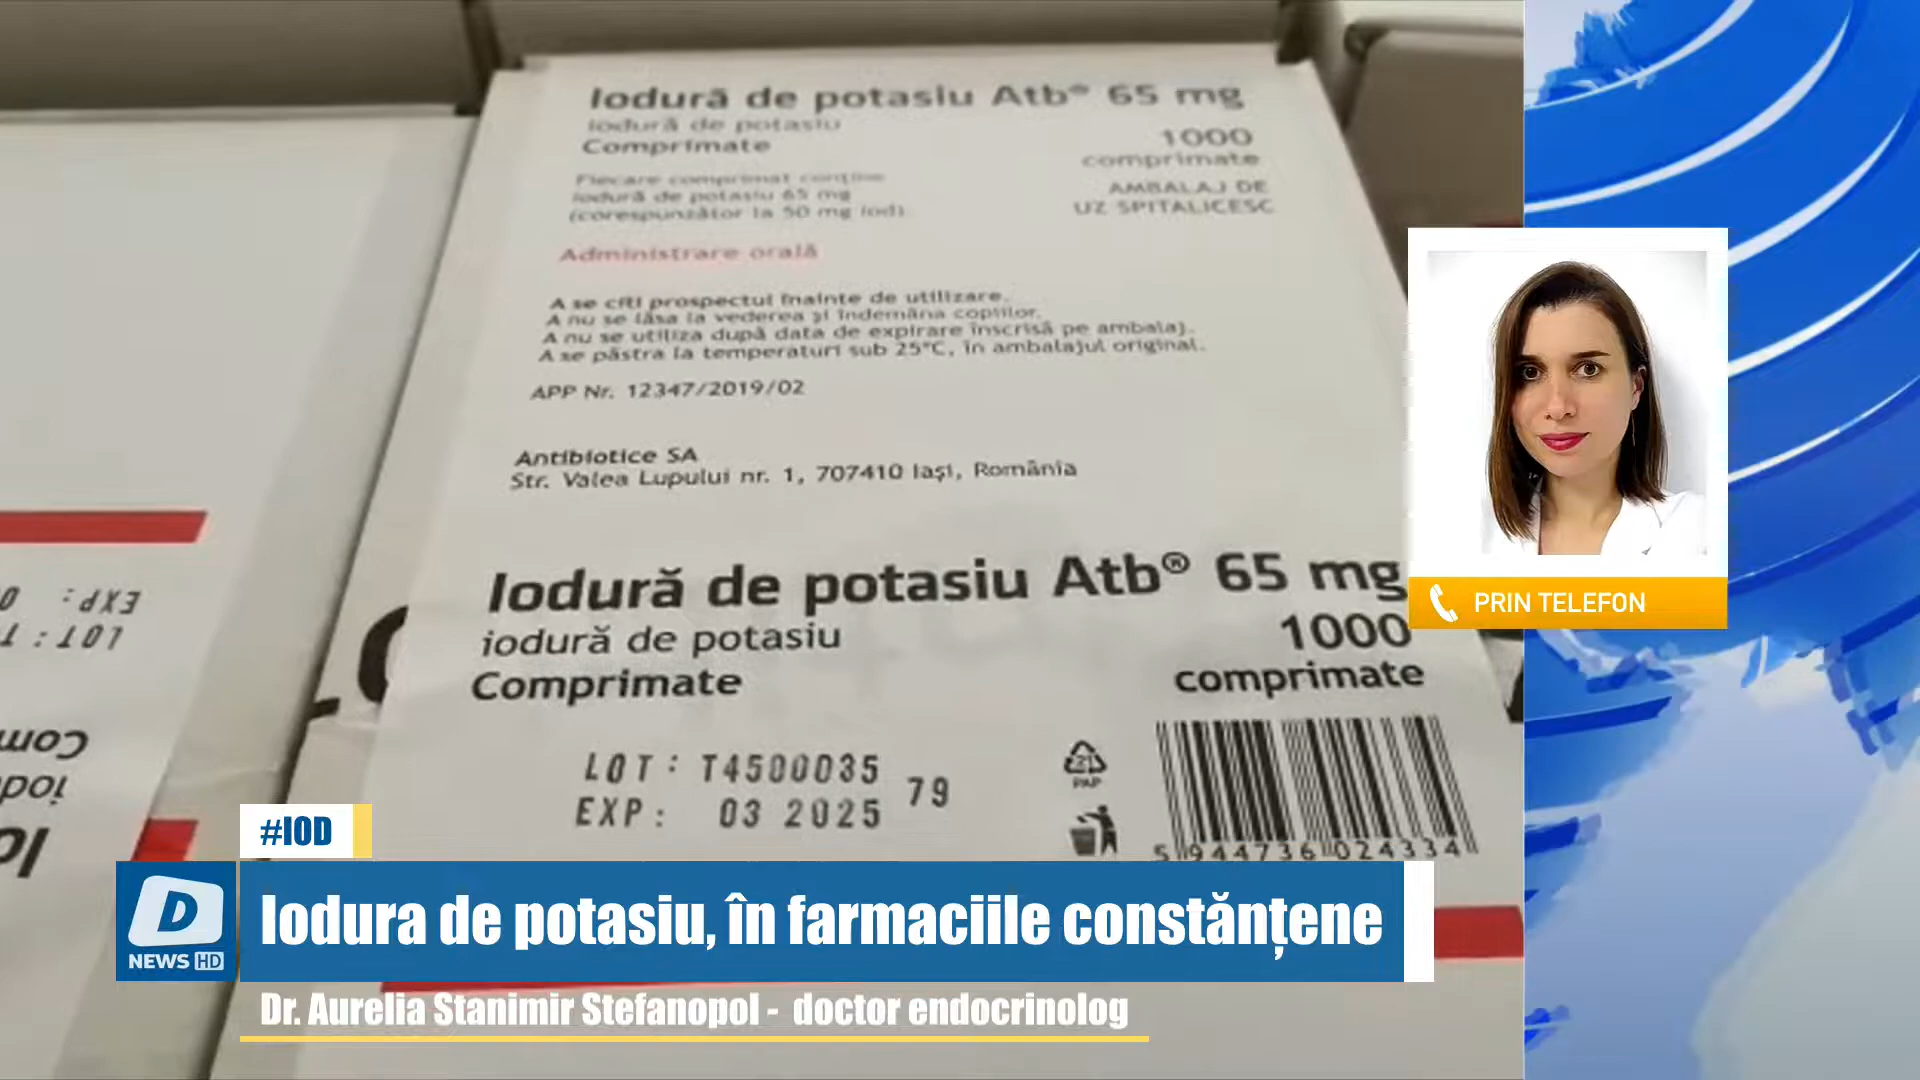 Iodură de potasiu Atb® 65 mg
iodură de potasiu
Comprimate
1000
comprimate
Fiecare comprimat conține
iodură de potasiu 65 mg
(corespunzător la 50 mg iod).
AMBALAJ DE
UZ SPITALICESC
Administrare orală
A se citi prospectul înainte de utilizare.
A nu se lăsa la vederea și îndemâna copiilor.
A nu se utiliza după data de expirare înscrisă pe ambalaj.
A se păstra la temperaturi sub 25°C, în ambalajul original.
APP Nr. 12347/2019/02
Antibiotice SA
Str. Valea Lupului nr. 1, 707410 Iași, România
Iodură de potasiu Atb® 65 mg
iodură de potasiu
Comprimate
1000
comprimate
LOT: T4500035
EXP: 03 2025
79
21
PAP
5 944736 024334
EXP:
LOT:
PRIN TELEFON
#IOD
D
NEWS HD
Iodura de potasiu, în farmaciile constănțene
Dr. Aurelia Stanimir Stefanopol - doctor endocrinolog